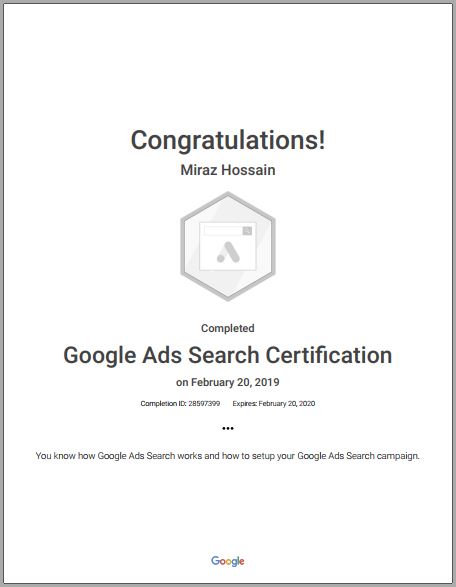 Congratulations!
Miraz Hossain
Completed
Google Ads Search Certification
on February 20, 2019
Completion ID: 28597399 Expires: February 20, 2020
•••
You know how Google Ads Search works and how to setup your Google Ads Search campaign.
Google